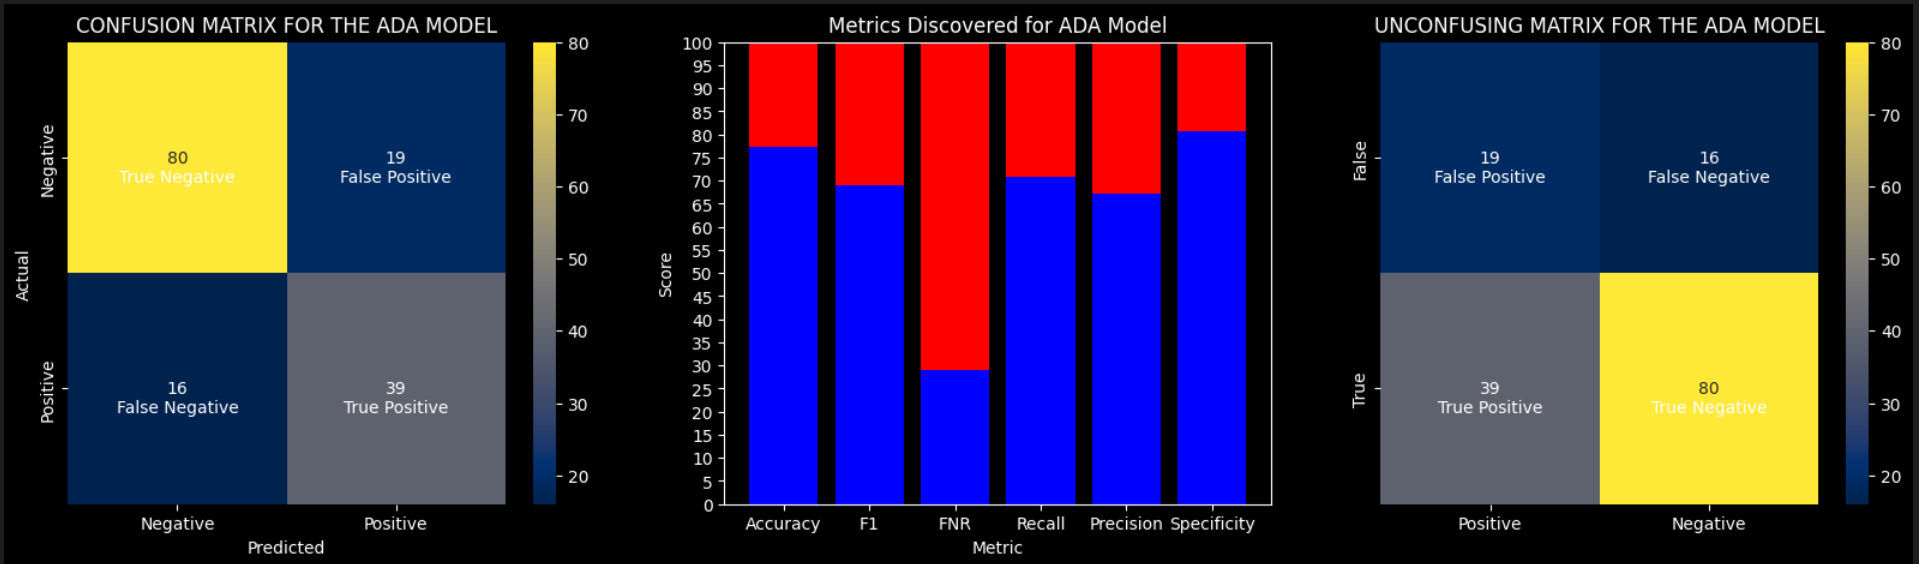 CONFUSION MATRIX FOR THE ADA MODEL
Actual
Negative
Positive
80
True Negative
19
False Positive
16
False Negative
39
True Positive
Negative
Positive
Predicted
80
70
60
50
40
30
20
Metrics Discovered for ADA Model
Score
100
95
90
85
80
75
70
65
60
55
50
45
40
35
30
25
20
15
10
5
0
Accuracy
F1
FNR
Recall
Precision
Specificity
Metric
UNCONFUSING MATRIX FOR THE ADA MODEL
False
True
19
False Positive
16
False Negative
39
True Positive
80
True Negative
Positive
Negative
80
70
60
50
40
30
20